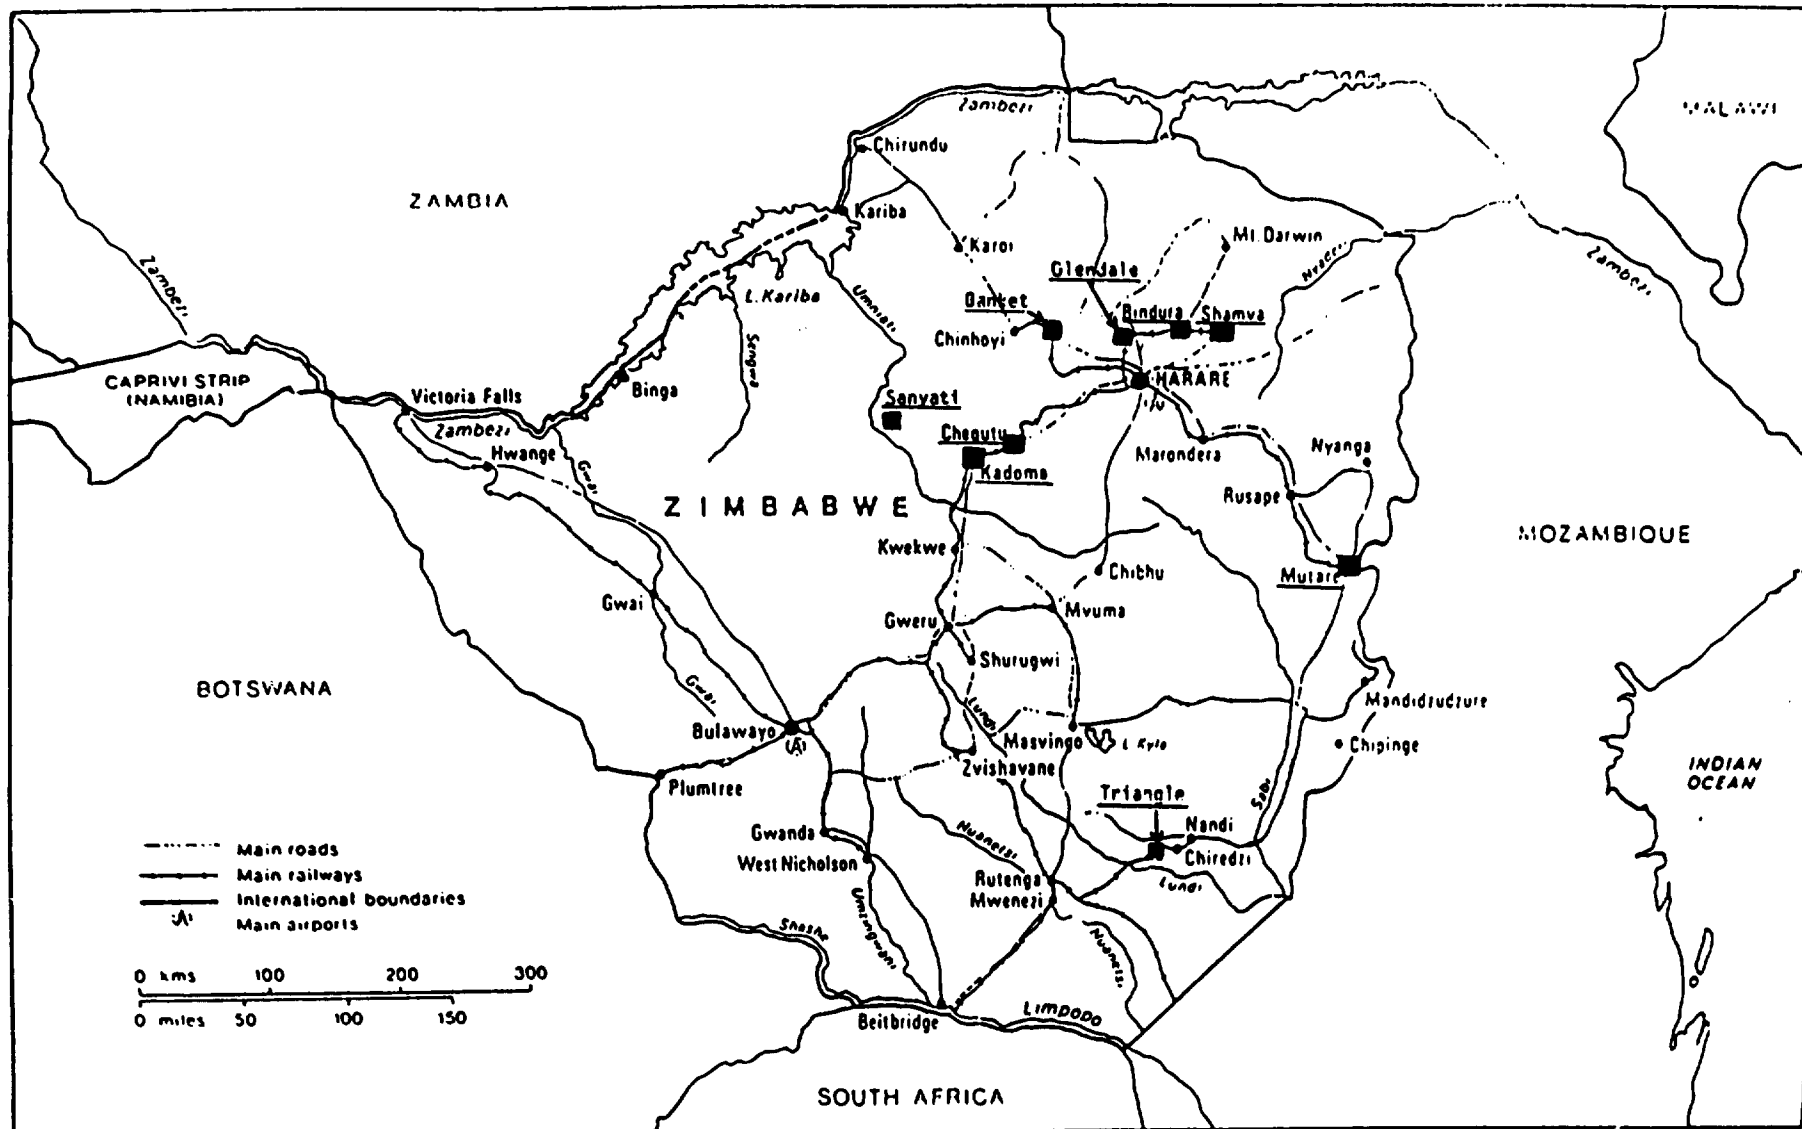 Zambezi
MALAWI
Chirundu
ZAMBIA
Kariba
Mt. Darwin
Karoi
Zambezi
Glendale
Zambezi
L. Kariba
Umniati
Banket
Bindura
Shamva
Chinhoyi
Sengwa
CAPRIVI STRIP
(NAMIBIA)
Victoria Falls
Binga
HARARE
Sanyati
Zambezi
Chegutu
Hwange
Marondera
Nyanga
Gwai
Kadoma
Rusape
ZIMBABWE
MOZAMBIQUE
Kwekwe
Chibhu
Mutare
Gwai
Mvuma
Gweru
Shurugwi
BOTSWANA
Gwai
Lundi
Mandidzudzure
Bulawayo
Masvingo
L. Kyle
Chipinge
Zvishavane
INDIAN
OCEAN
Plumtree
Triangle
Sabi
Nandi
Gwanda
Nuanetsi
Main roads
West Nicholson
Chiredzi
Main railways
Rutenga
Lundi
International boundaries
Mwenezi
(A)
Main airports
Shashe
Umzingwani
Nuanetsi
0 kms 100 200 300
0 miles 50 100 150
Beitbridge
LIMPOPO
SOUTH AFRICA